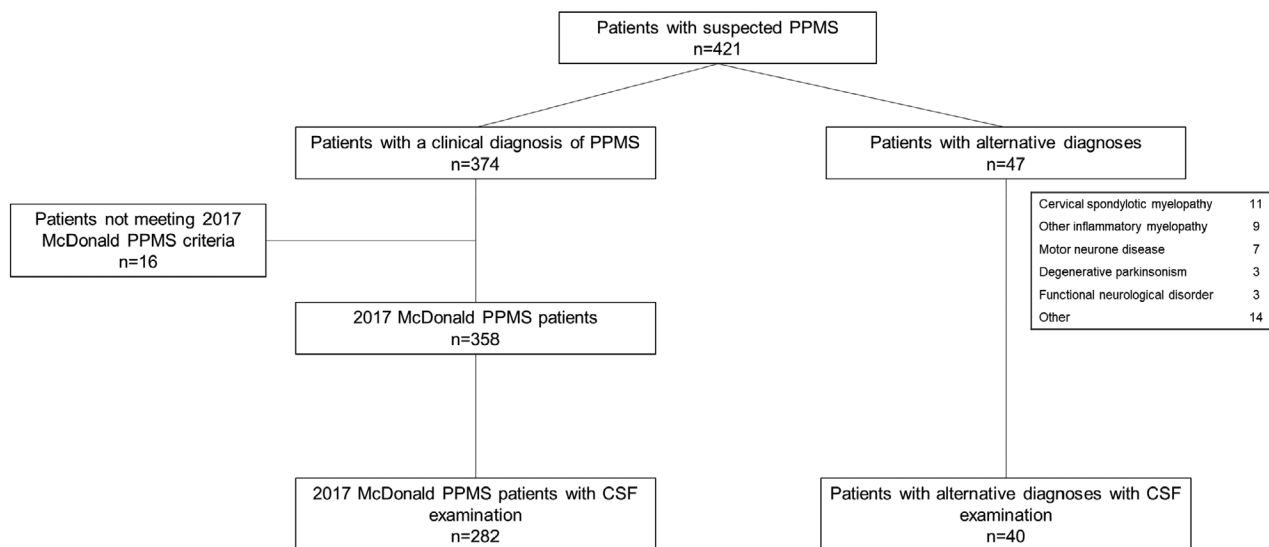 Patients with suspected PPMS
n=421
Patients with a clinical diagnosis of PPMS
n=374
Patients with alternative diagnoses
n=47
Patients not meeting 2017
McDonald PPMS criteria
n=16
Cervical spondylotic myelopathy 11
Other inflammatory myelopathy 9
Motor neurone disease 7
Degenerative parkinsonism 3
Functional neurological disorder 3
Other 14
2017 McDonald PPMS patients
n=358
2017 McDonald PPMS patients with CSF
examination
n=282
Patients with alternative diagnoses with CSF
examination
n=40